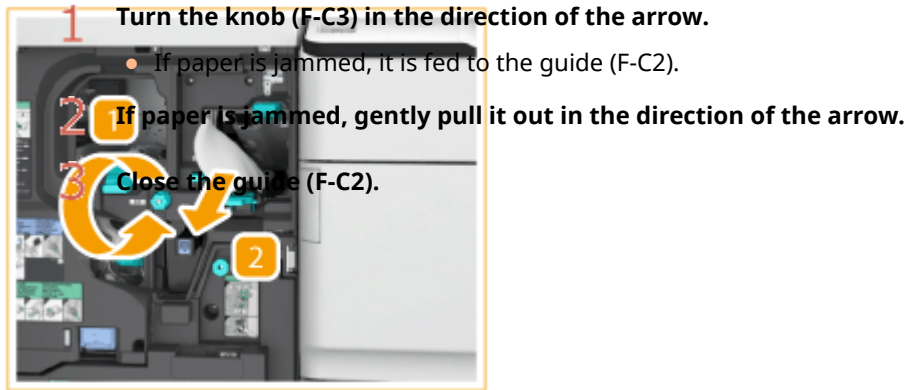 1 Turn the knob (F-C3) in the direction of the arrow.
• If paper is jammed, it is fed to the guide (F-C2).
2 If paper is jammed, gently pull it out in the direction of the arrow.
1
3 Close the guide (F-C2).
2